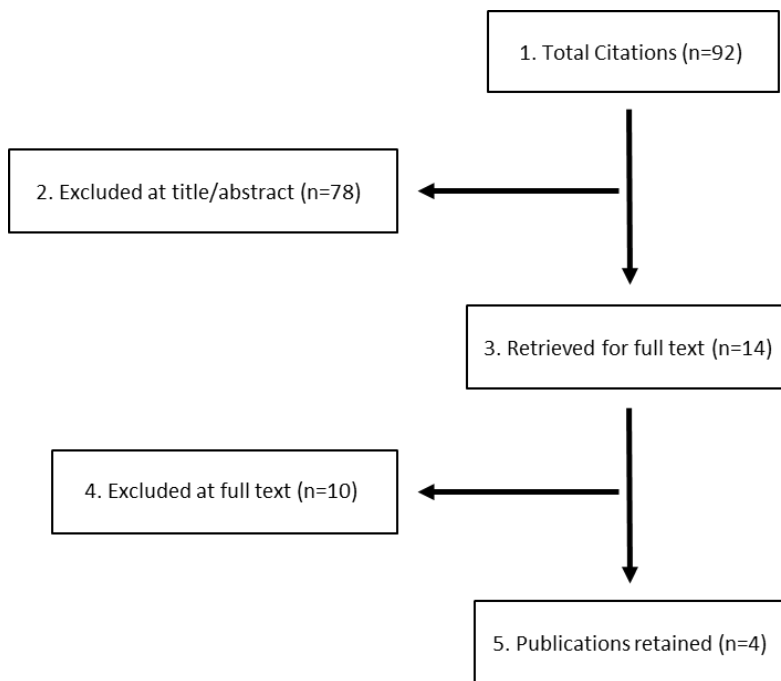 1. Total Citations (n=92)
2. Excluded at title/abstract (n=78)
3. Retrieved for full text (n=14)
4. Excluded at full text (n=10)
5. Publications retained (n=4)